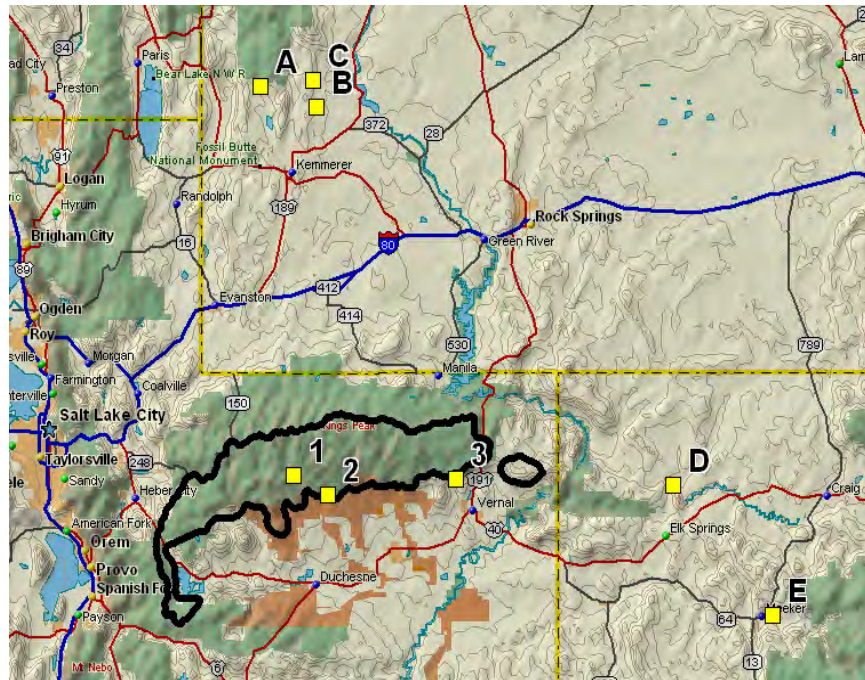 34
Paris
Bear Lake N W R
A
C
B
Preston
372
28
91
Fossil Butte
National Monument
Kemmerer
Logan
Randolph
189
Hyrum
Rock Springs
16
Brigham City
80
Green River
89
Evanston
412
Ogden
414
Roy
530
789
Morgan
Manila
Farmington
Coalville
150
Salt Lake City
Kings Peak
Taylorsville
1
2
3
D
248
Sandy
Heber City
191
Craig
Vernal
American Fork
40
Elk Springs
Orem
Provo
Duchesne
Spanish Fork
E
Meeker
64
Payson
13
Mt Nebo
6